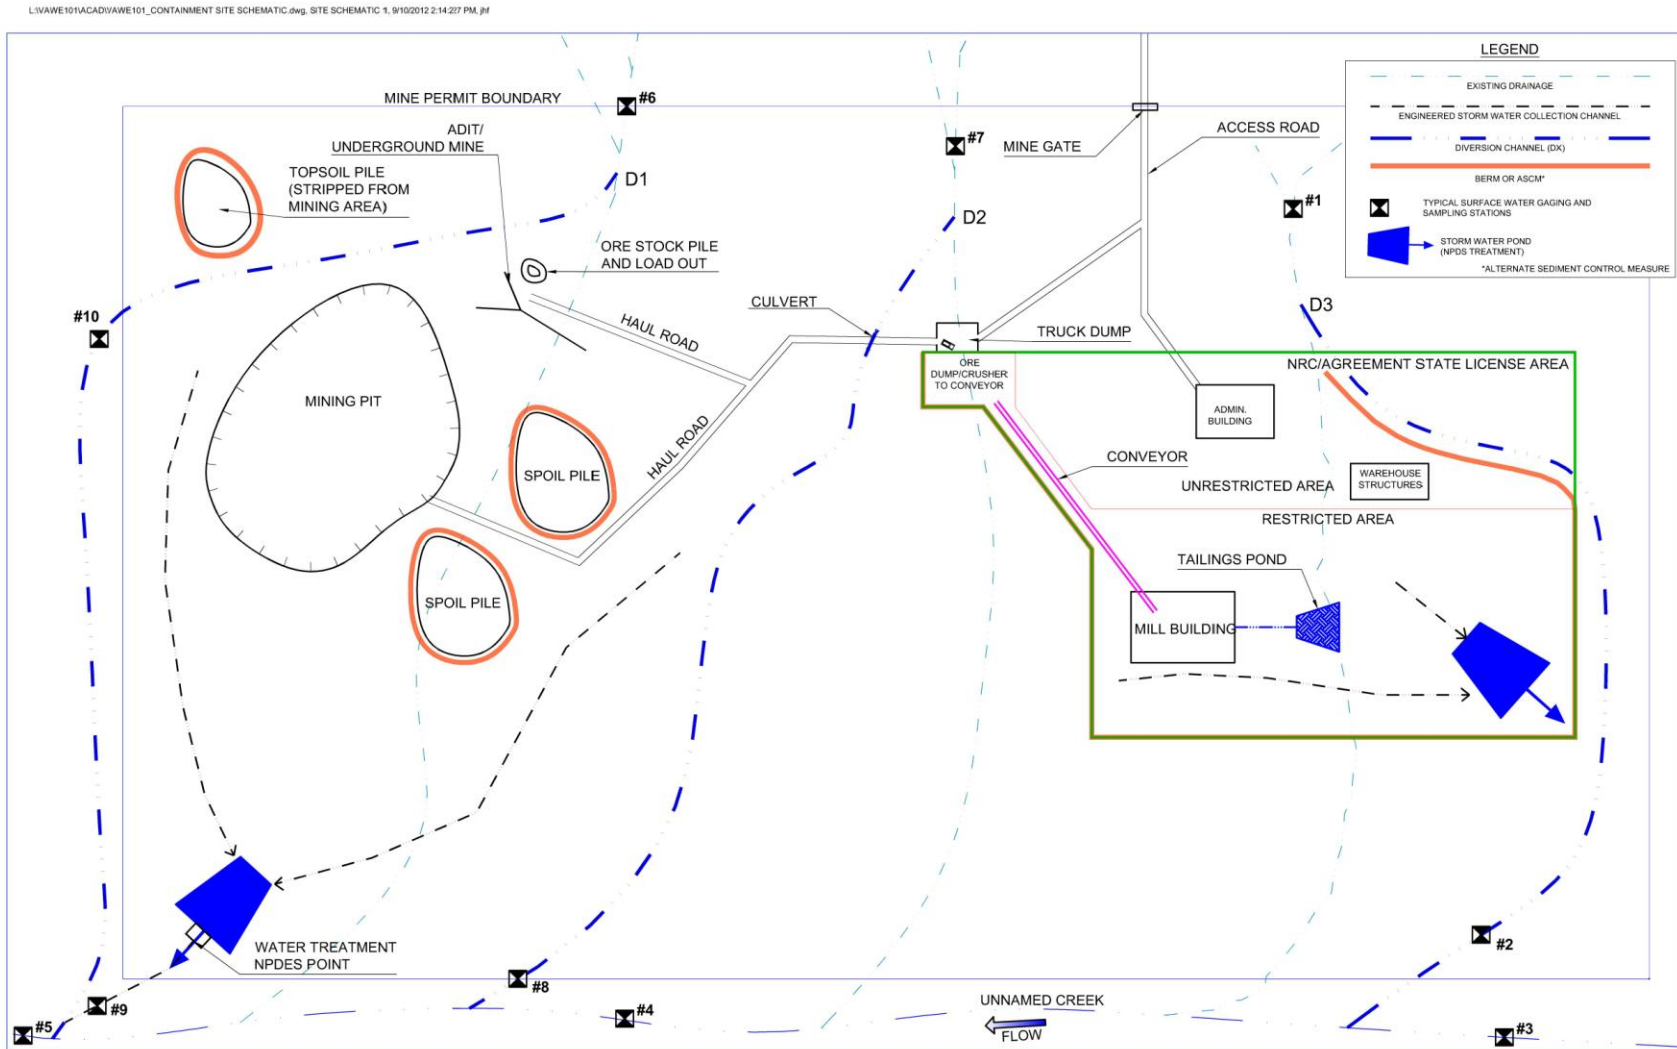 L:\VAWE101\ACAD\VAWE101_CONTAINMENT SITE SCHEMATIC.dwg, SITE SCHEMATIC 1, 9/10/2012 2:14:27 PM, jhf
LEGEND
EXISTING DRAINAGE
ENGINEERED STORM WATER COLLECTION CHANNEL
DIVERSION CHANNEL (DX)
BERM OR ASCM*
TYPICAL SURFACE WATER GAGING AND
SAMPLING STATIONS
STORM WATER POND
(NPDS TREATMENT)
*ALTERNATE SEDIMENT CONTROL MEASURE
MINE PERMIT BOUNDARY
#6
ADIT/
UNDERGROUND MINE
TOPSOIL PILE
(STRIPPED FROM
MINING AREA)
D1
#7
MINE GATE
ACCESS ROAD
#1
D2
ORE STOCK PILE
AND LOAD OUT
CULVERT
D3
#10
HAUL ROAD
TRUCK DUMP
ORE
DUMP/CRUSHER
TO CONVEYOR
NRC/AGREEMENT STATE LICENSE AREA
MINING PIT
ADMIN.
BUILDING
HAUL ROAD
SPOIL PILE
CONVEYOR
WAREHOUSE
STRUCTURES
UNRESTRICTED AREA
RESTRICTED AREA
TAILINGS POND
SPOIL PILE
MILL BUILDING
WATER TREATMENT
NPDES POINT
#2
#8
#9
#4
UNNAMED CREEK
FLOW
#5
#3